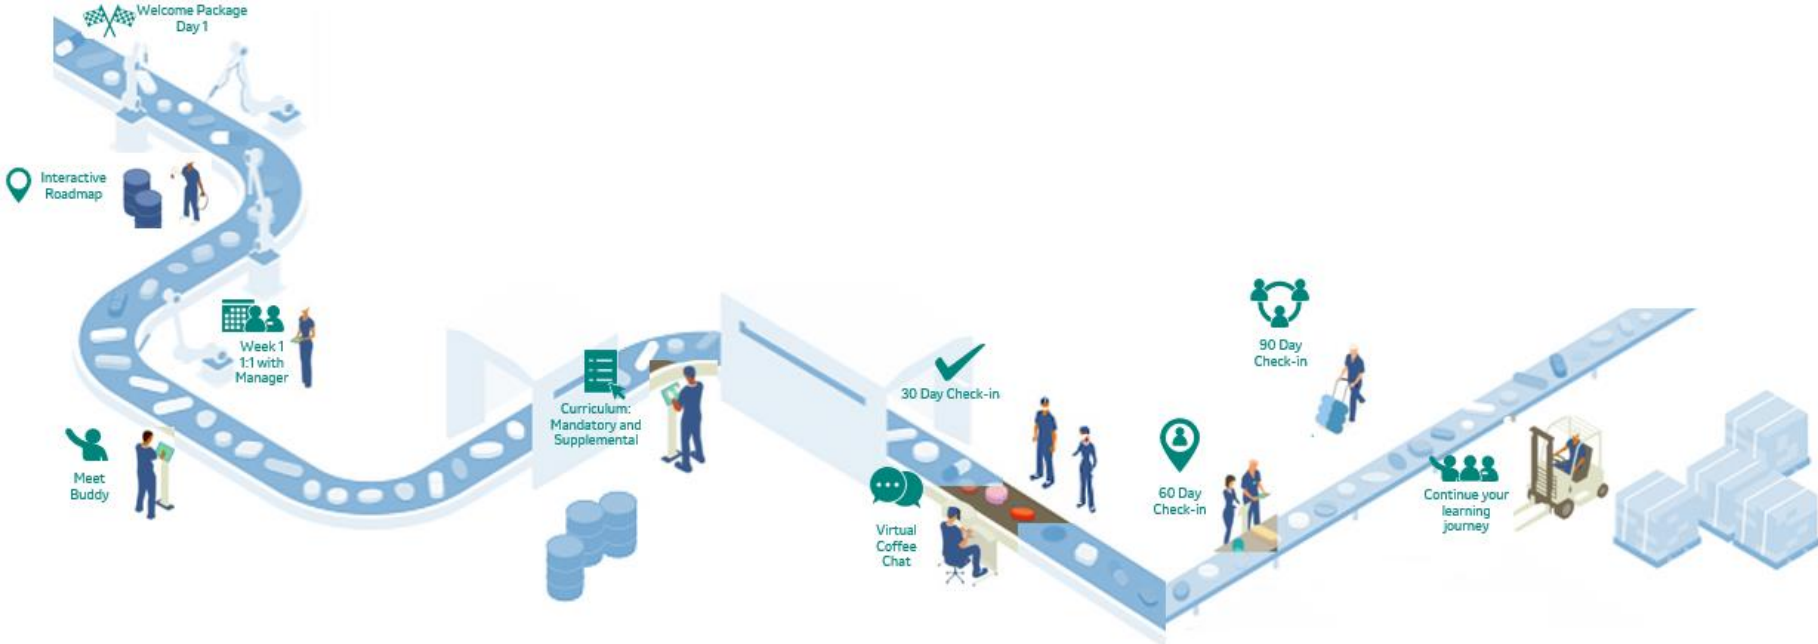 Welcome Package
Day 1
Interactive
Roadmap
Week 1
1:1 with
Manager
Meet
Buddy
Curriculum:
Mandatory and
Supplemental
30 Day Check-in
Virtual
Coffee
Chat
60 Day
Check-in
90 Day
Check-in
Continue your
learning
journey